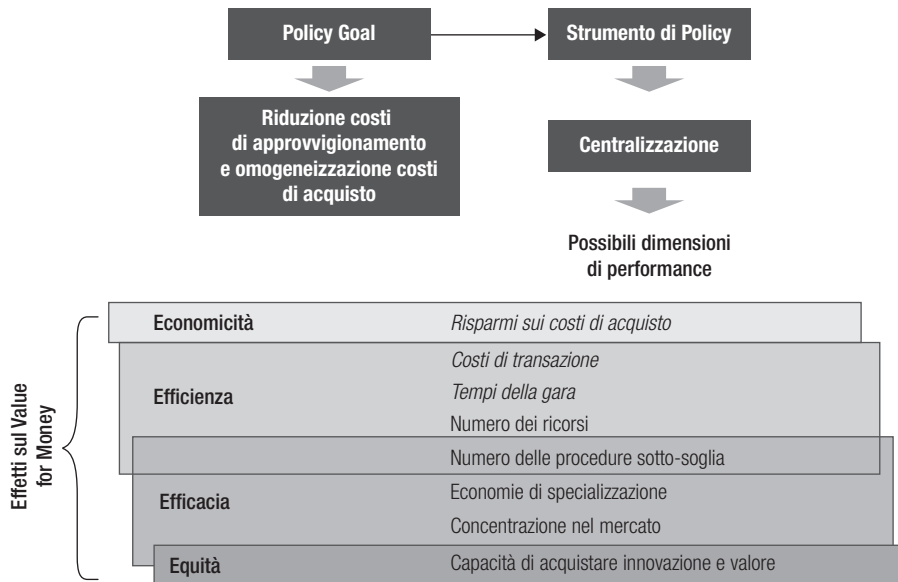 Policy Goal
Strumento di Policy
Riduzione costi
di approvvigionamento
e omogeneizzazione costi
di acquisto
Centralizzazione
Possibili dimensioni
di performance
Effetti sul Value
for Money
Economicità
Risparmi sui costi di acquisto
Efficienza
Costi di transazione
Tempi della gara
Numero dei ricorsi
Numero delle procedure sotto-soglia
Efficacia
Economie di specializzazione
Concentrazione nel mercato
Equità
Capacità di acquistare innovazione e valore